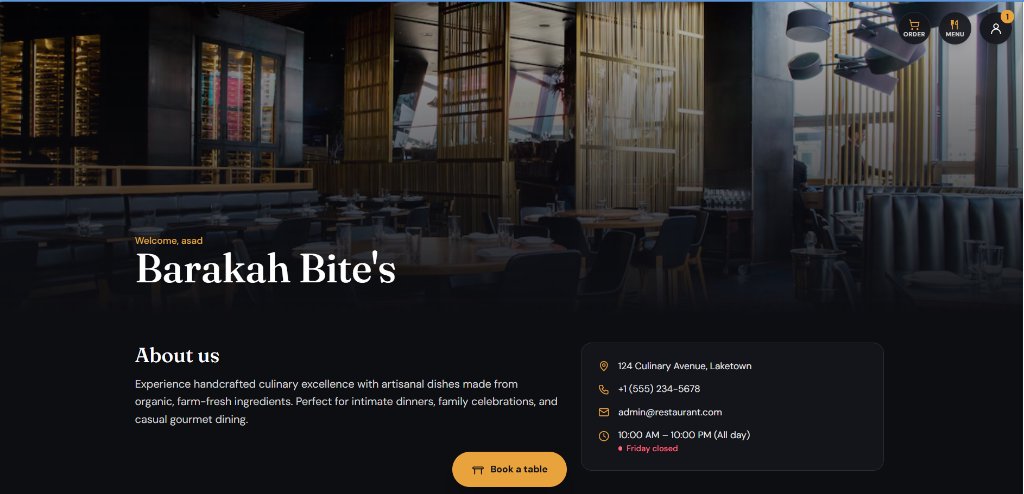 1
ORDER
MENU
Welcome, asad
Barakah Bite's
About us
Experience handcrafted culinary excellence with artisanal dishes made from
organic, farm-fresh ingredients. Perfect for intimate dinners, family celebrations, and
casual gourmet dining.
124 Culinary Avenue, Laketown
+1 (555) 234-5678
admin@restaurant.com
10:00 AM – 10:00 PM (All day)
Friday closed
Book a table